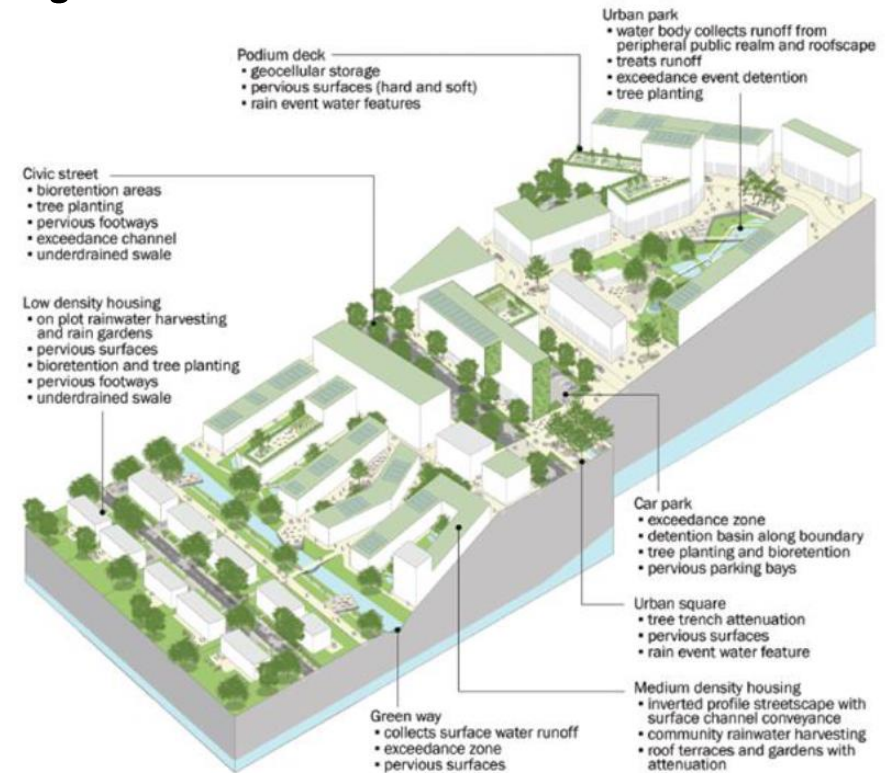 Urban park
• water body collects runoff from
peripheral public realm and roofscape
• treats runoff
• exceedance event detention
• tree planting
Podium deck
• geocellular storage
• pervious surfaces (hard and soft)
• rain event water features
Civic street
• bioretention areas
• tree planting
• pervious footways
• exceedance channel
• underdrained swale
Low density housing
• on plot rainwater harvesting
and rain gardens
• pervious surfaces
• bioretention and tree planting
• pervious footways
• underdrained swale
Car park
• exceedance zone
• detention basin along boundary
• tree planting and bioretention
• pervious parking bays
Urban square
• tree trench attenuation
• pervious surfaces
• rain event water feature
Medium density housing
• inverted profile streetscape with
surface channel conveyance
• community rainwater harvesting
• roof terraces and gardens with
attenuation
Green way
• collects surface water runoff
• exceedance zone
• pervious surfaces